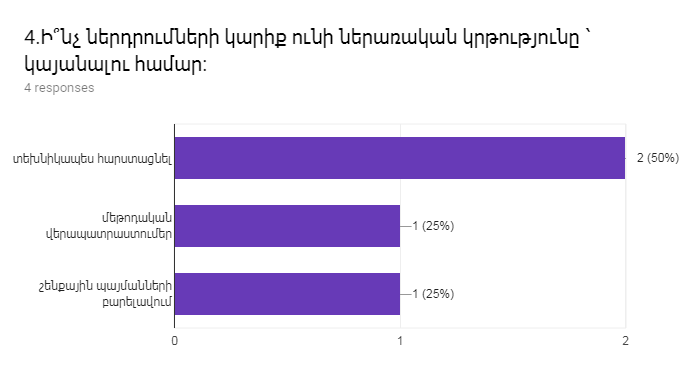 4.Ի՞նչ ներդրումների կարիք ունի ներառական կրթությունը `
կայանալու համար:
4 responses
տեխնիկապես հարստացնել
2 (50%)
մեթոդական
վերապատրաստումեր
1 (25%)
շենքային պայմանների
բարելավում
1 (25%)
0 1 2